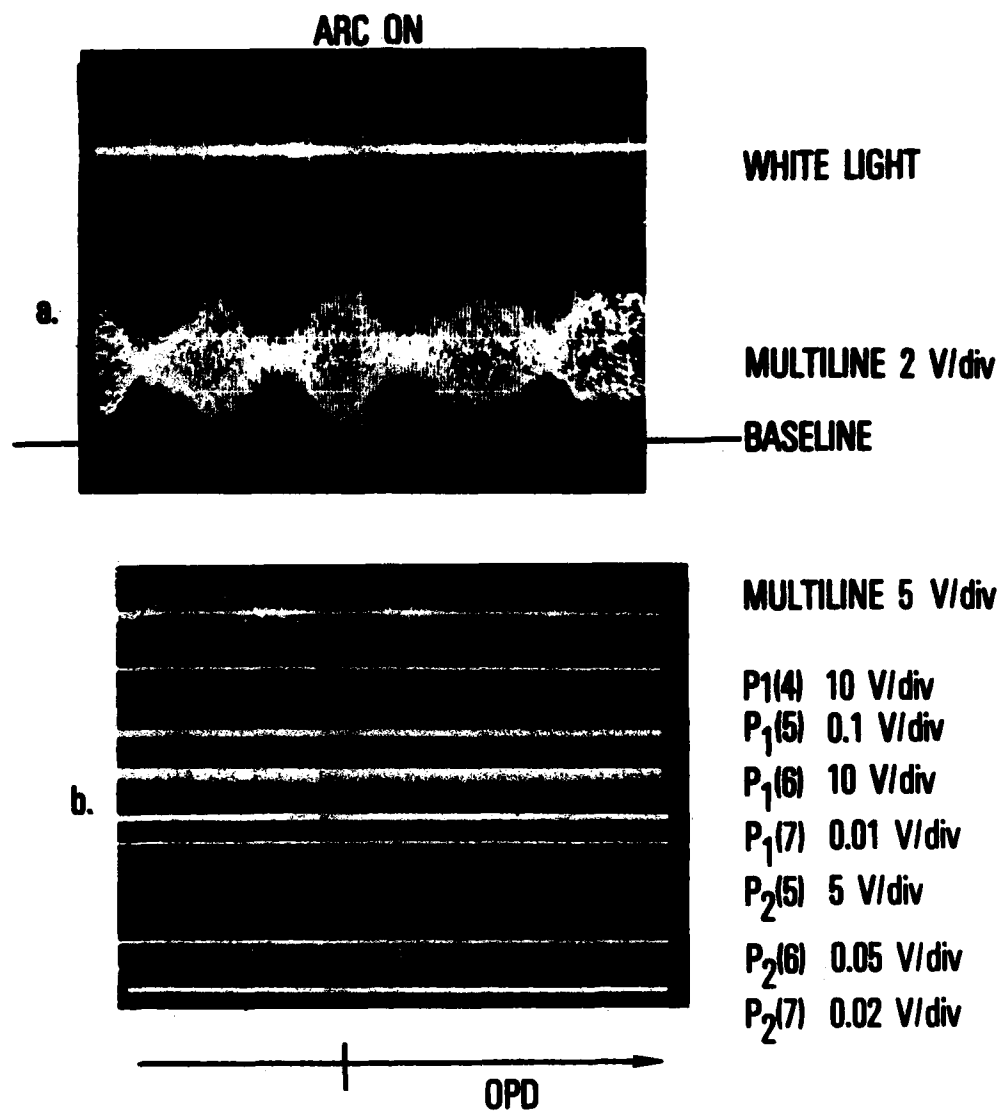 ARC ON
WHITE LIGHT
a.
MULTILINE 2 V/div
BASELINE
MULTILINE 5 V/div
P1(4) 10 V/div
P₁(5) 0.1 V/div
P₁(6) 10 V/div
b.
P₁(7) 0.01 V/div
P₂(5) 5 V/div
P₂(6) 0.05 V/div
P₂(7) 0.02 V/div
OPD